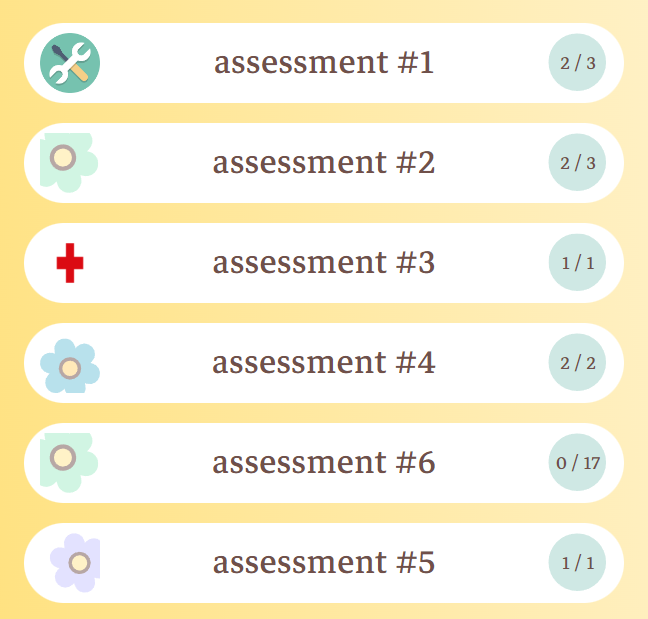 assessment #1 2 / 3
assessment #2 2 / 3
assessment #3 1 / 1
assessment #4 2 / 2
assessment #6 0 / 17
assessment #5 1 / 1